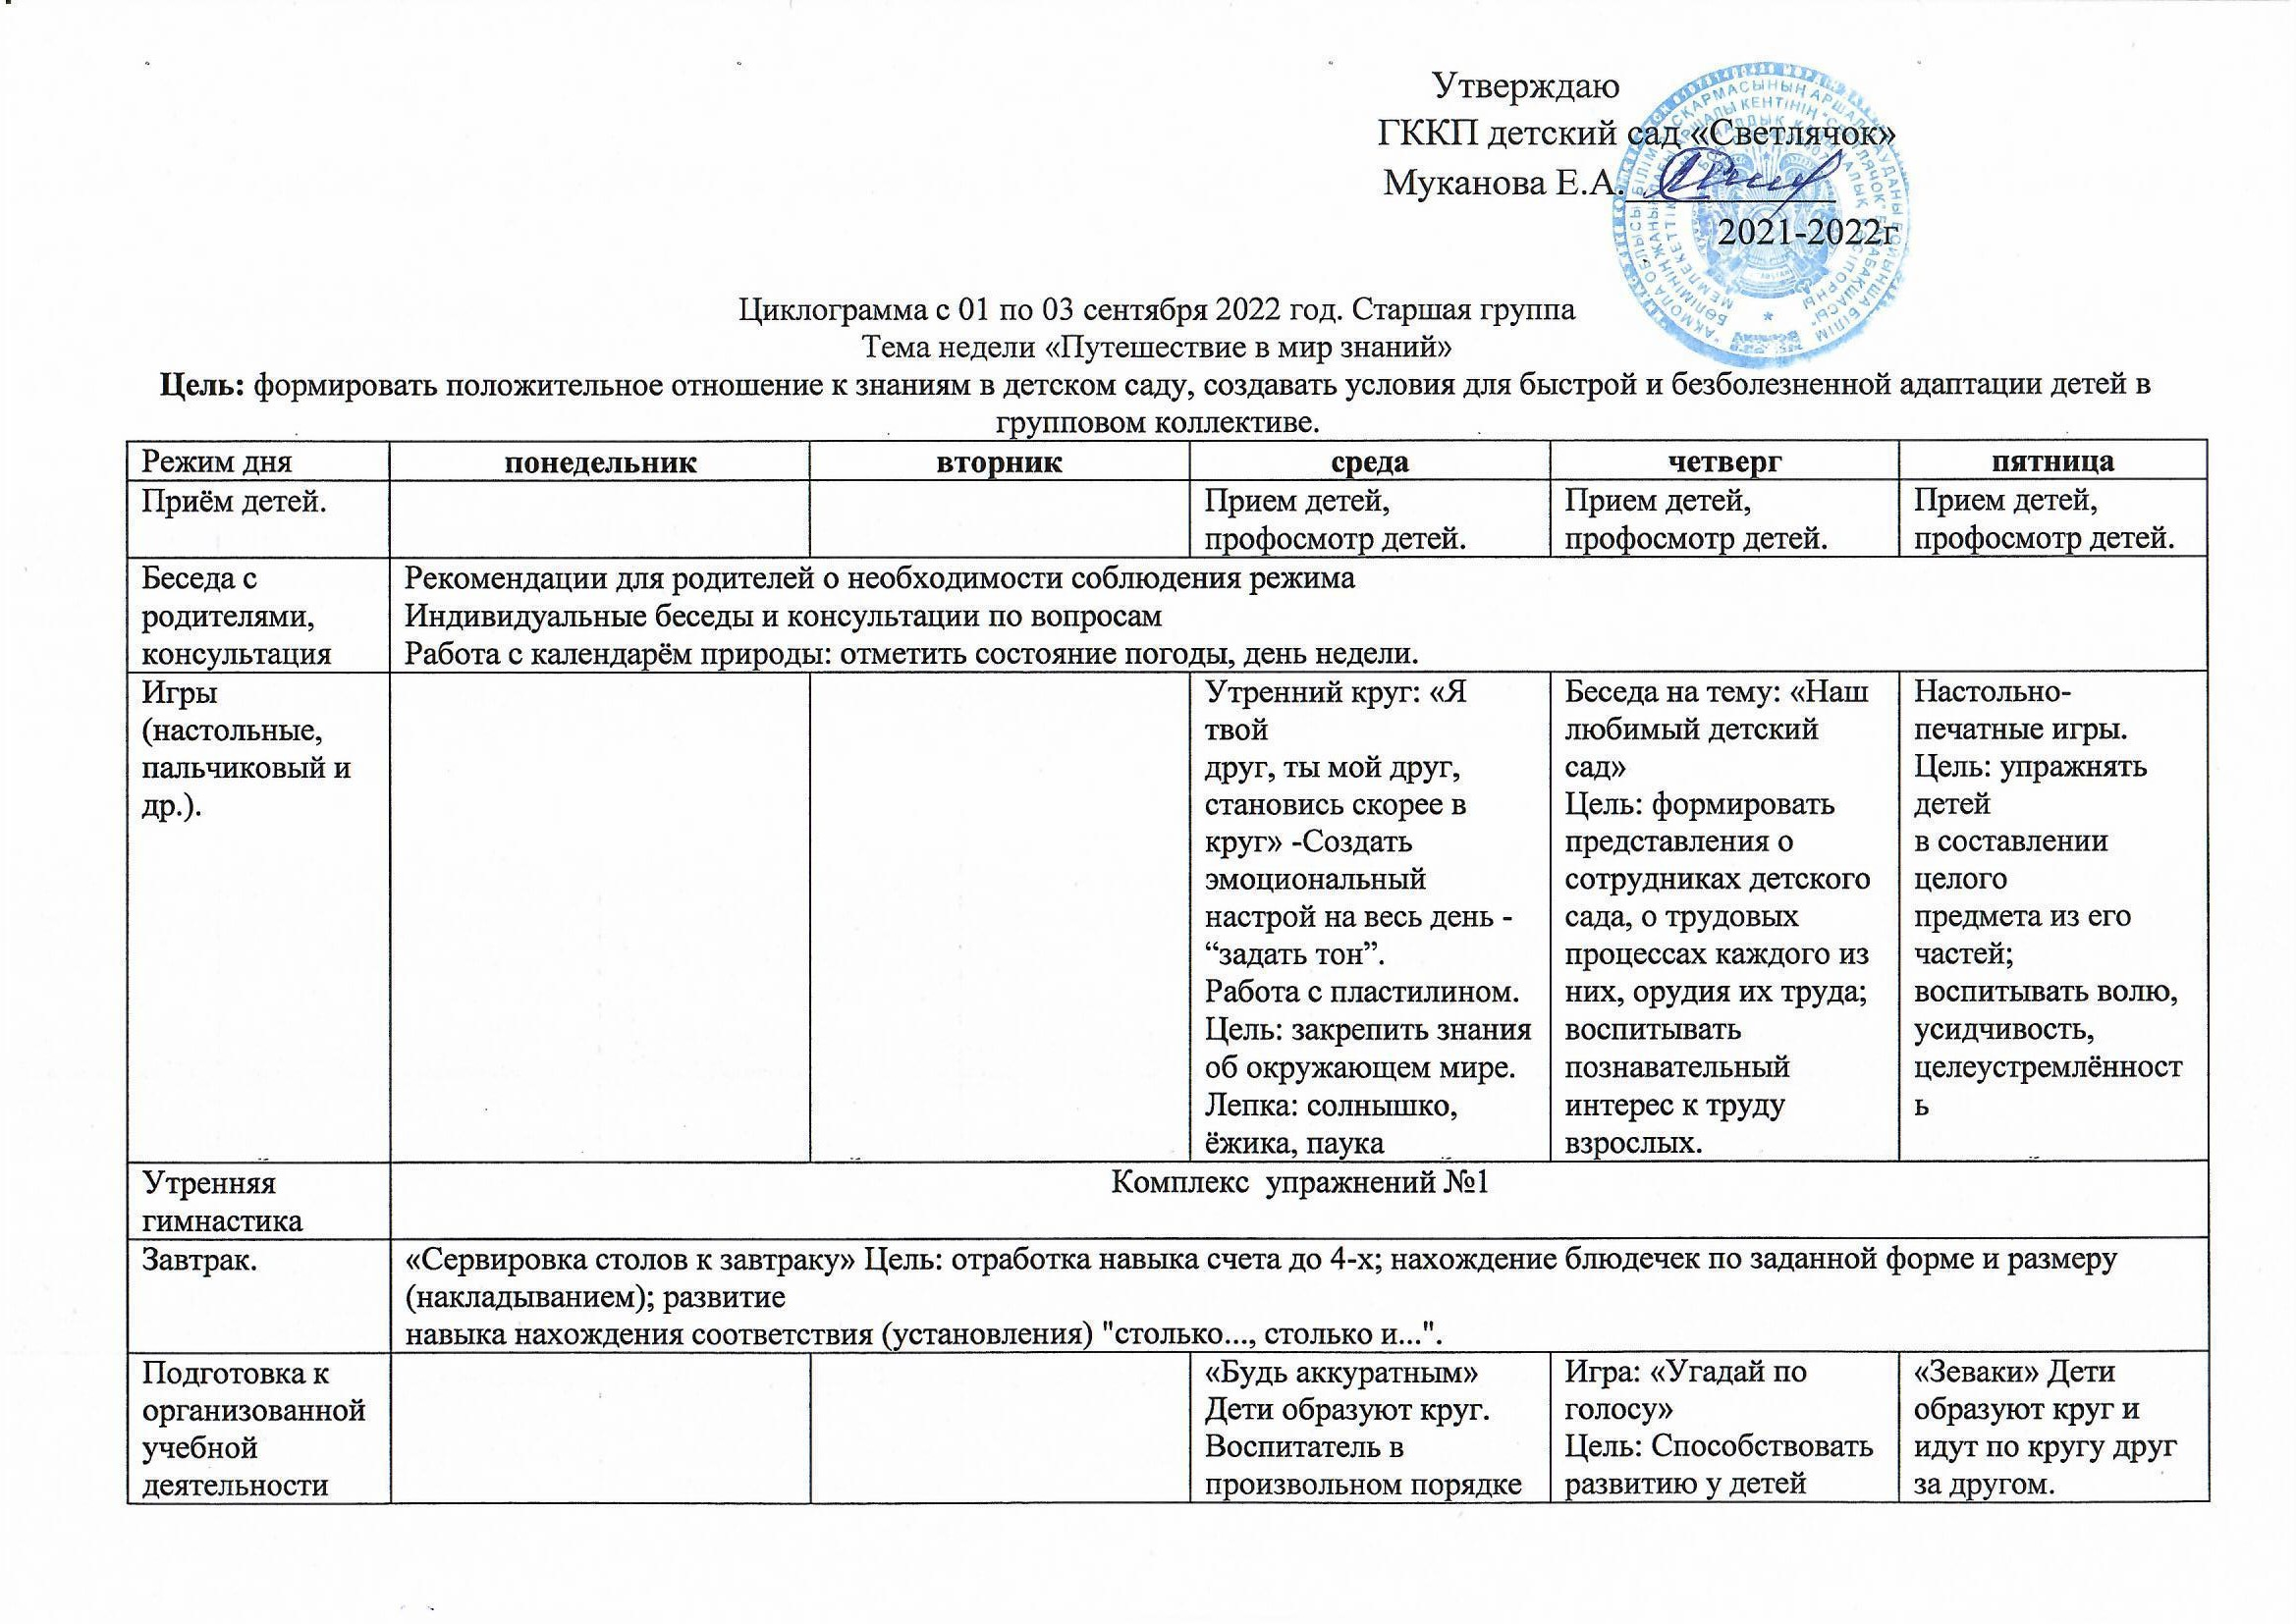 Утверждаю
ГККП детский сад «Светлячок»
Муканова Е.А.
2021-2022г
Циклограмма с 01 по 03 сентября 2022 год. Старшая группа
Тема недели «Путешествие в мир знаний»
Цель: формировать положительное отношение к знаниям в детском саду, создавать условия для быстрой и безболезненной адаптации детей в
групповом коллективе.
Режим дня
понедельник
вторник
среда
четверг
пятница
Приём детей.
Прием детей,
профосмотр детей.
Прием детей,
профосмотр детей.
Прием детей,
профосмотр детей.
Беседа с
родителями,
консультация
Рекомендации для родителей о необходимости соблюдения режима
Индивидуальные беседы и консультации по вопросам
Работа с календарём природы: отметить состояние погоды, день недели.
Игры
(настольные,
пальчиковый и
др.).
Утренний круг: «Я
твой
друг, ты мой друг,
становись скорее в
круг» -Создать
эмоциональный
настрой на весь день -
“задать тон”.
Работа с пластилином.
Цель: закрепить знания
об окружающем мире.
Лепка: солнышко,
ёжика, паука
Беседа на тему: «Наш
любимый детский
сад»
Цель: формировать
представления о
сотрудниках детского
сада, о трудовых
процессах каждого из
них, орудия их труда;
воспитывать
познавательный
интерес к труду
взрослых.
Настольно-
печатные игры.
Цель: упражнять
детей
в составлении
целого
предмета из его
частей;
воспитывать волю,
усидчивость,
целеустремлённост
ь
Утренняя
гимнастика
Комплекс  упражнений №1
Завтрак.
«Сервировка столов к завтраку» Цель: отработка навыка счета до 4-х; нахождение блюдечек по заданной форме и размеру
(накладыванием); развитие
навыка нахождения соответствия (установления) "столько..., столько и...".
Подготовка к
организованной
учебной
деятельности
«Будь аккуратным»
Дети образуют круг.
Воспитатель в
произвольном порядке
Игра: «Угадай по
голосу»
Цель: Способствовать
развитию у детей
«Зеваки» Дети
образуют круг и
идут по кругу друг
за другом.